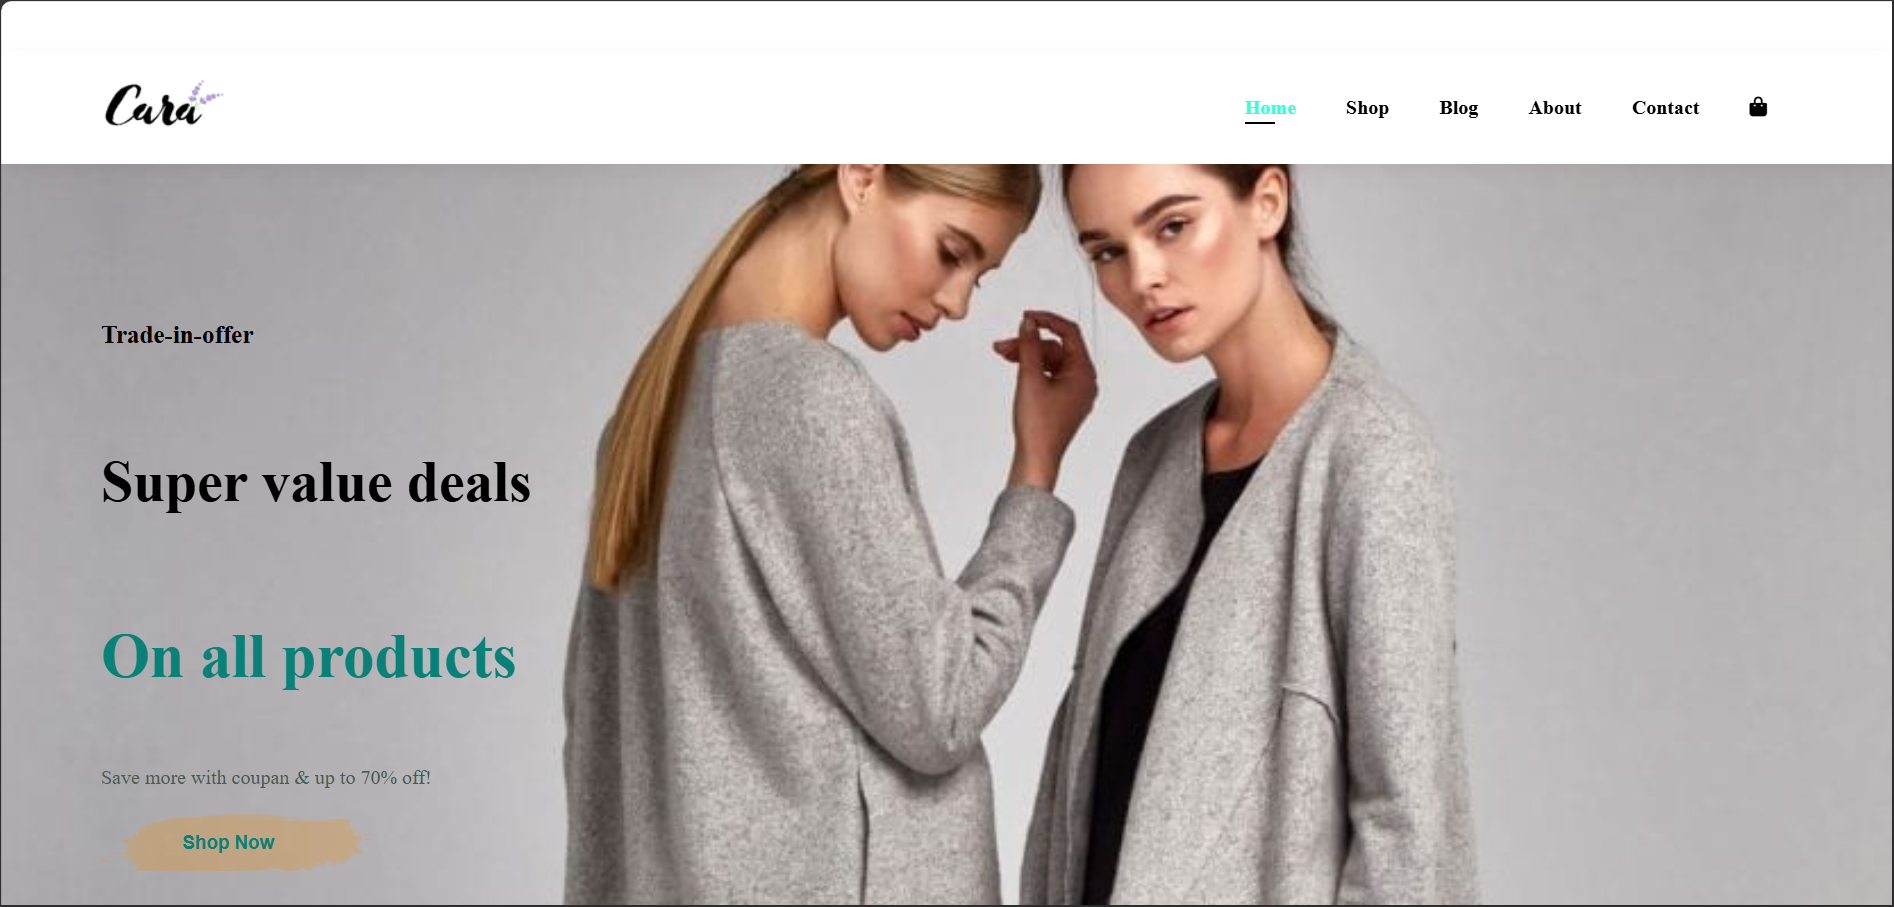 Cara
Home Shop Blog About Contact
Trade-in-offer
Super value deals
On all products
Save more with coupan & up to 70% off!
Shop Now